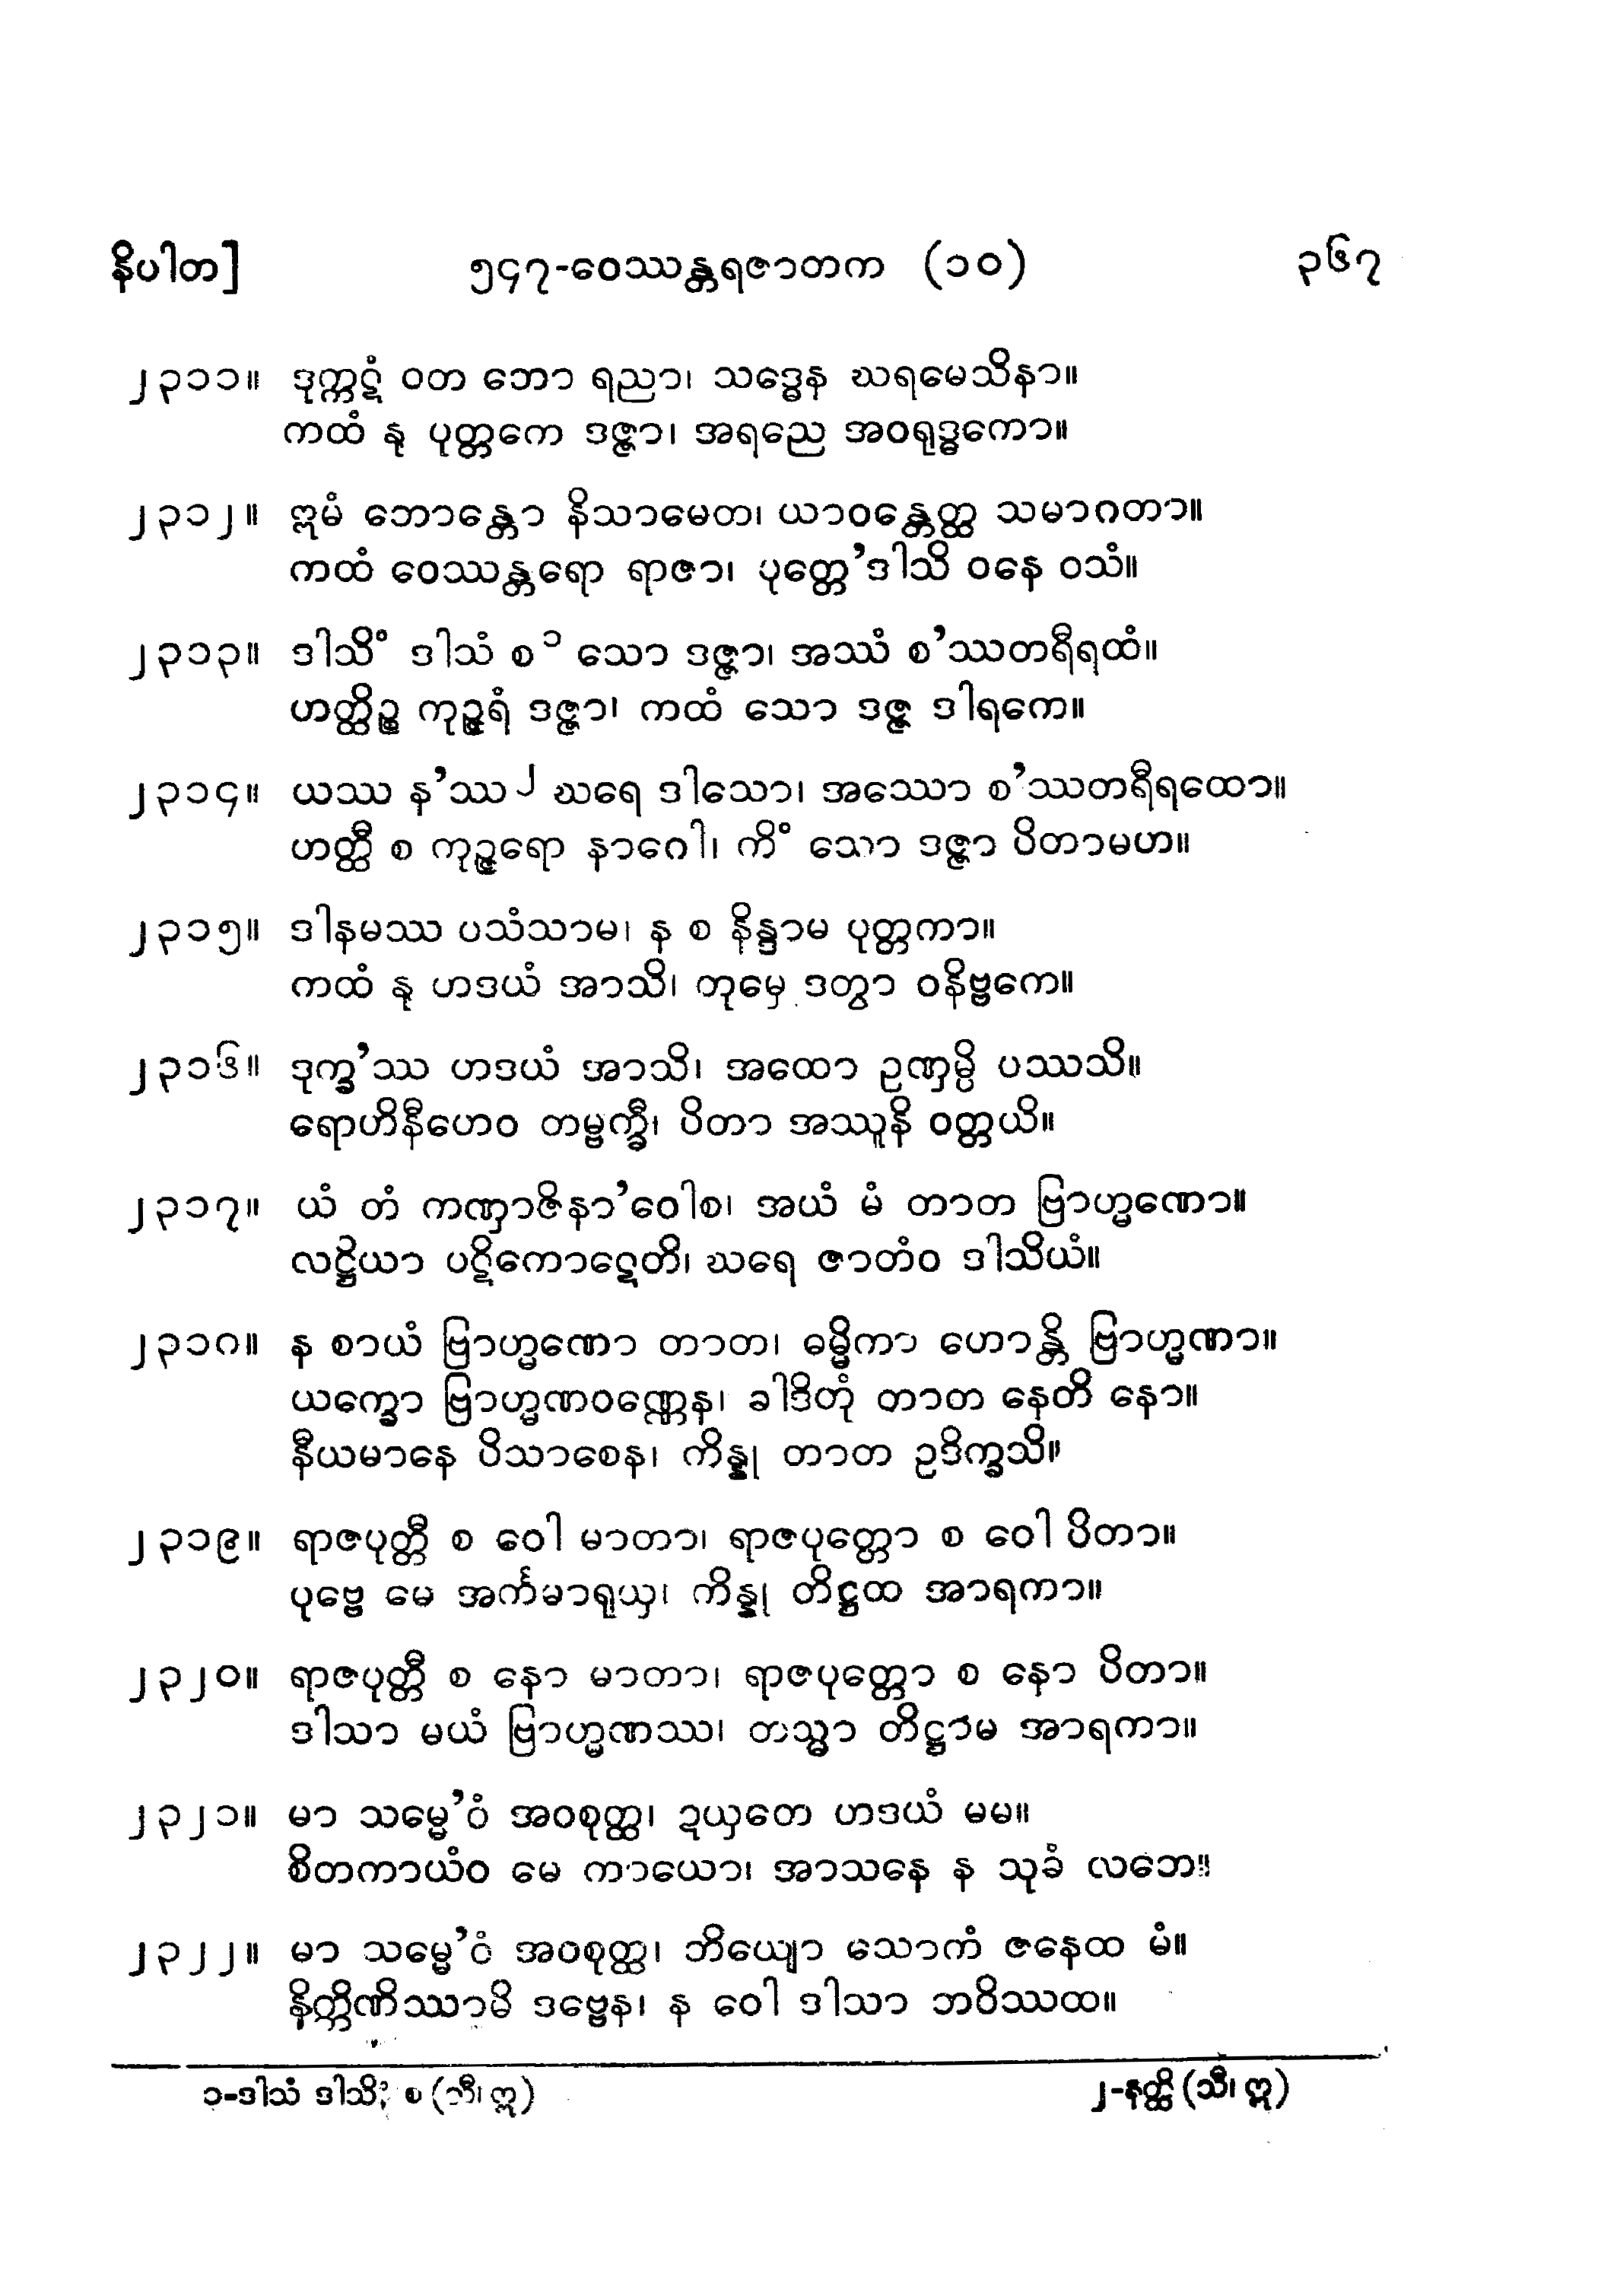 နိပါတ]
၅၄၇-ဝေဿန္တရဇာတက (၁၀)
၃၆၇
၂၃၁၁။ ဒုက္ကဋံ ဝတ ဘော ရညာ၊ သဒ္ဓေန ဃရမေသိနာ။
ကထံ နု ပုတ္တကေ ဒဇ္ဇာ၊ အရညေ အဝရုဒ္ဓကော။
၂၃၁၂။ ဣမံ ဘောန္တော နိသာမေတ၊ ယာဝန္တေတ္ထ သမာဂတာ။
ကထံ ဝေဿန္တရော ရာဇာ၊ ပုတ္တေ’ဒါသိ ဝနေ ဝသံ။
၂၃၁၃။ ဒါသိံ ဒါသံ စ ၁ သော ဒဇ္ဇာ၊ အဿံ စ’ဿတရီရထံ။
ဟတ္ထိဉ္စ ကုဉ္ဇရံ ဒဇ္ဇာ၊ ကထံ သော ဒဇ္ဇ ဒါရကေ။
၂၃၁၄။ ယဿ န’ဿ ၂ ဃရေ ဒါသော၊ အဿော စ’ဿတရီရထော။
ဟတ္ထီ စ ကုဉ္ဇရော နာဂေါ၊ ကိံ သော ဒဇ္ဇာ ပိတာမဟ။
၂၃၁၅။ ဒါနမဿ ပသံသာမ၊ န စ နိန္ဒာမ ပုတ္တကာ။
ကထံ နု ဟဒယံ အာသိ၊ တုမှေ ဒတွာ ဝနိဗ္ဗကေ။
၂၃၁၆။ ဒုက္ခ’ဿ ဟဒယံ အာသိ၊ အထော ဥဏှမ္ပိ ပဿသိ။
ရောဟိနီဟေဝ တမ္ဗက္ခီ၊ ပိတာ အဿူနိ ဝတ္တယိ။
၂၃၁၇။ ယံ တံ ကဏှာဇိနာ’ဝေါစ၊ အယံ မံ တာတ ဗြာဟ္မဏော။
လဋ္ဌိယာ ပဋိကောဋေတိ၊ ဃရေ ဇာတံဝ ဒါသိယံ။
၂၃၁၈။ န စာယံ ဗြာဟ္မဏော တာတ၊ ဓမ္မိကာ ဟောန္တိ ဗြာဟ္မဏာ။
ယက္ခော ဗြာဟ္မဏဝဏ္ဏေန၊ ခါဒိတုံ တာတ နေတိ နော။
နီယမာနေ ပိသာစေန၊ ကိန္နု တာတ ဥဒိက္ခသိ။
၂၃၁၉။ ရာဇပုတ္တီ စ ဝေါ မာတာ၊ ရာဇပုတ္တော စ ဝေါ ပိတာ။
ပုဗ္ဗေ မေ အင်္ကမာရုယှ၊ ကိန္နု တိဋ္ဌထ အာရကာ။
၂၃၂၀။ ရာဇပုတ္တီ စ နော မာတာ၊ ရာဇပုတ္တော စ နော ပိတာ။
ဒါသာ မယံ ဗြာဟ္မဏဿ၊ တသ္မာ တိဋ္ဌာမ အာရကာ။
၂၃၂၁။ မာ သမ္မေ’ဝံ အဝစုတ္ထ၊ ဍယှတေ ဟဒယံ မမ။
စိတကာယံဝ မေ ကာယော၊ အာသနေ န သုခံ လဘေ။
၂၃၂၂။ မာ သမ္မေ’ဝံ အဝစုတ္ထ၊ ဘိယျော သောကံ ဇနေထ မံ။
နိက္ကိဏိဿာမိ ဒဗ္ဗေန၊ န ဝေါ ဒါသာ ဘဝိဿထ။
၁-ဒါသံ ဒါသိံ စ (သီ၊ ဣ)
၂-နတ္ထိ (သီ၊ ဣ)